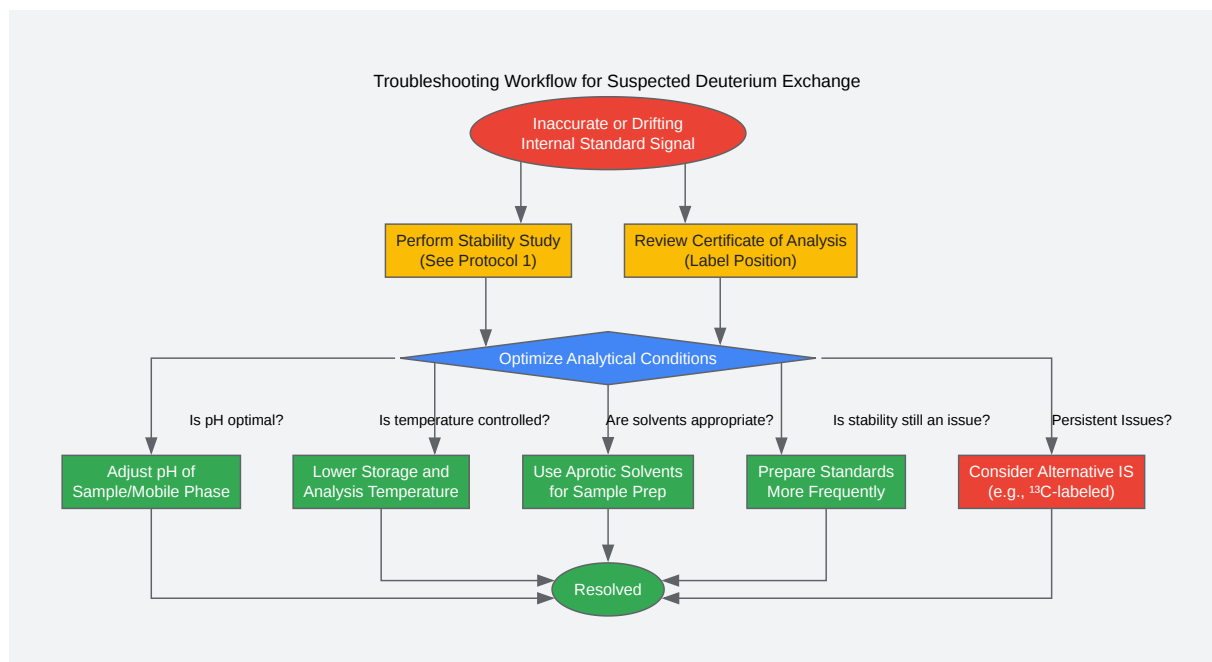 Troubleshooting Workflow for Suspected Deuterium Exchange
Inaccurate or Drifting
Internal Standard Signal
Perform Stability Study
(See Protocol 1)
Review Certificate of Analysis
(Label Position)
Optimize Analytical Conditions
Is pH optimal?
Is temperature controlled?
Are solvents appropriate?
Is stability still an issue?
Persistent Issues?
Adjust pH of
Sample/Mobile Phase
Lower Storage and
Analysis Temperature
Use Aprotic Solvents
for Sample Prep
Prepare Standards
More Frequently
Consider Alternative IS
(e.g., ¹³C-labeled)
Resolved